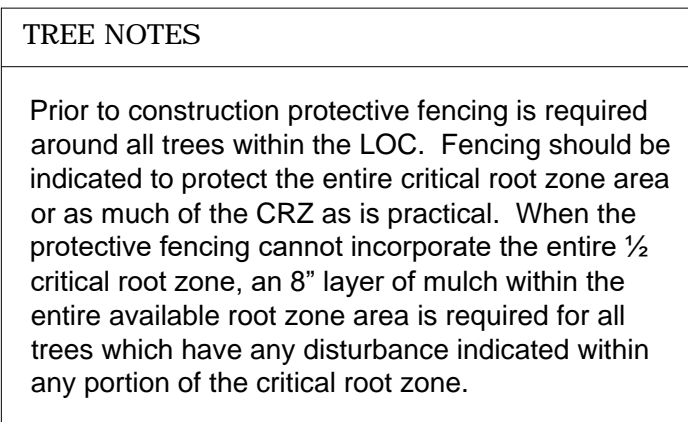 TREE NOTES
Prior to construction protective fencing is required
around all trees within the LOC.  Fencing should be
indicated to protect the entire critical root zone area
or as much of the CRZ as is practical.  When the
protective fencing cannot incorporate the entire ½
critical root zone, an 8” layer of mulch within the
entire available root zone area is required for all
trees which have any disturbance indicated within
any portion of the critical root zone.